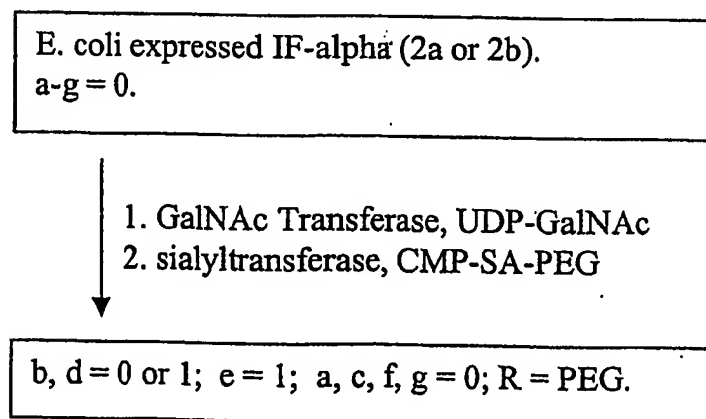 E. coli expressed IF-alpha (2a or 2b).
a-g = 0.
1. GalNAc Transferase, UDP-GalNAc
2. sialyltransferase, CMP-SA-PEG
b, d = 0 or 1; e = 1; a, c, f, g = 0; R = PEG.